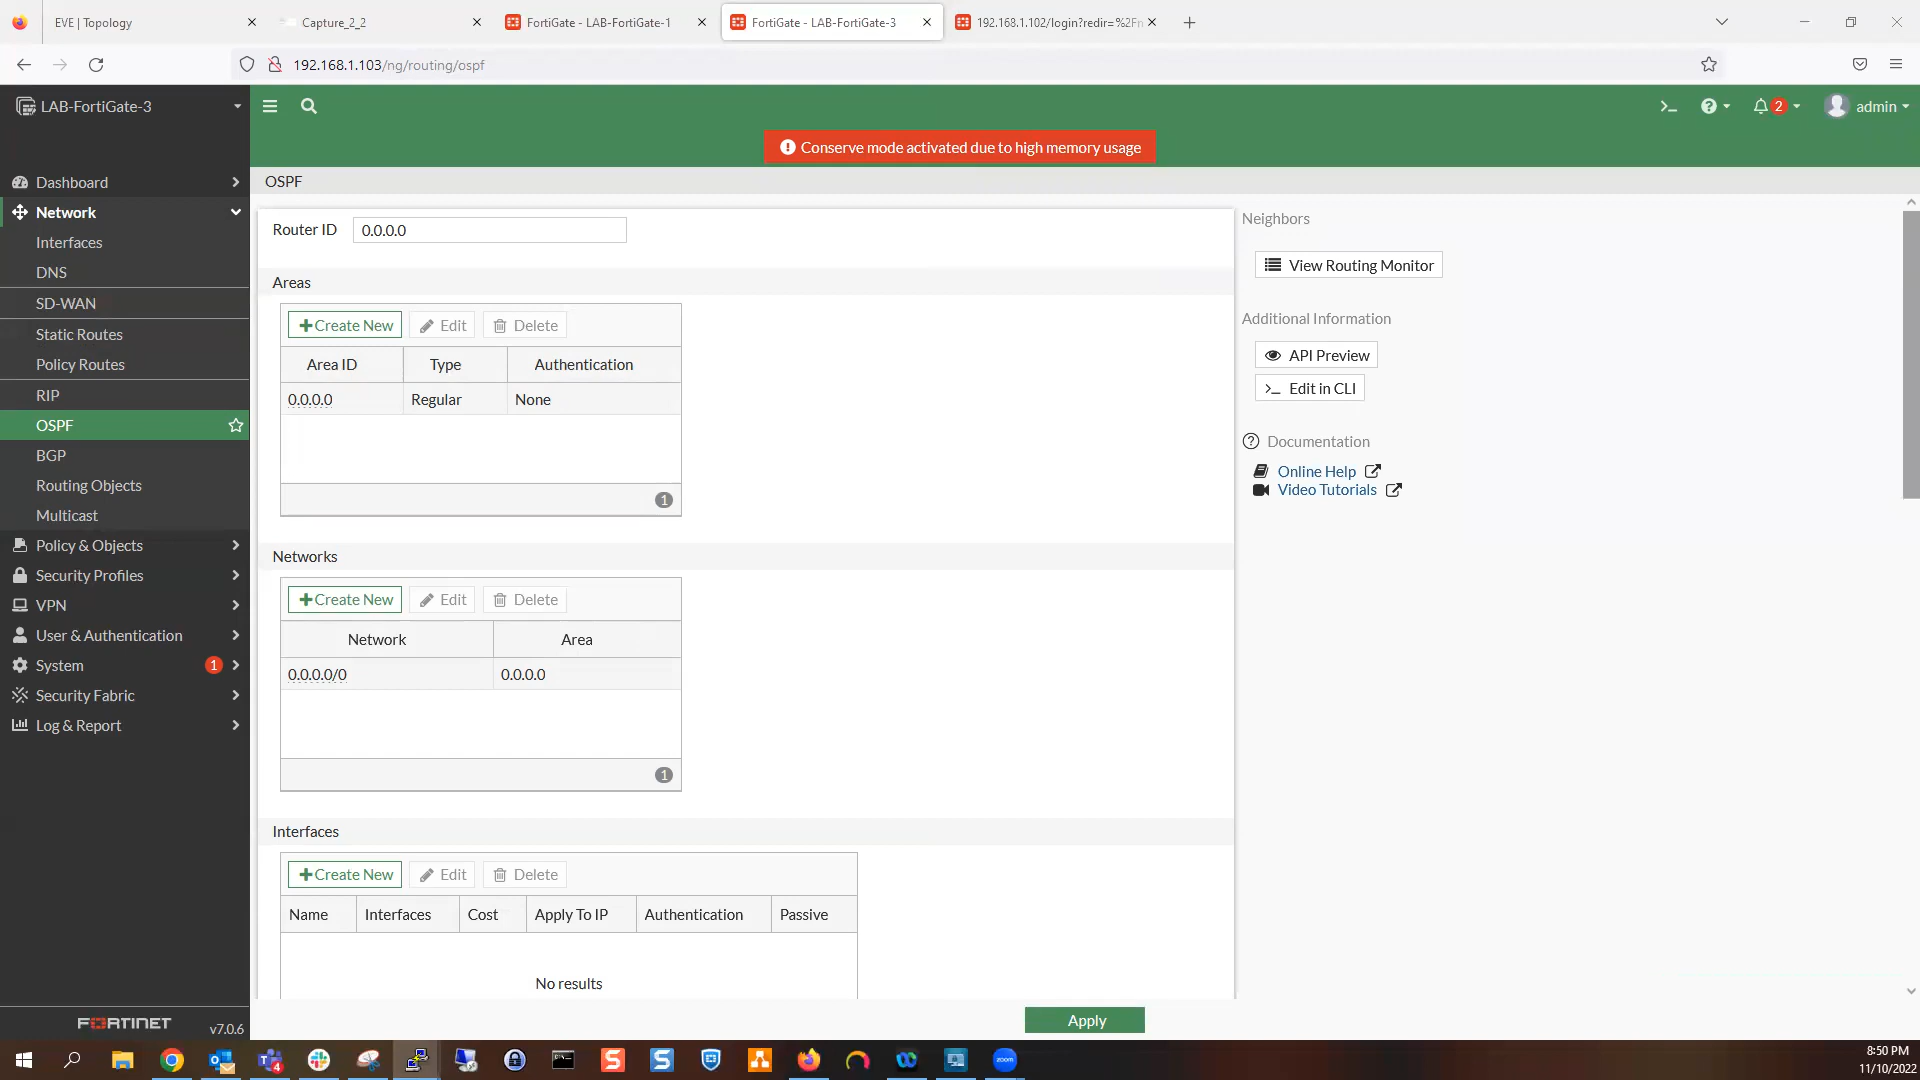 EVE | Topology
Capture_2_2
FortiGate - LAB-FortiGate-1
FortiGate - LAB-FortiGate-3
192.168.1.102/login?redir=%2Fn
192.168.1.103/ng/routing/ospf
LAB-FortiGate-3
2
admin
Conserve mode activated due to high memory usage
Dashboard
Network
Interfaces
DNS
SD-WAN
Static Routes
Policy Routes
RIP
OSPF
BGP
Routing Objects
Multicast
Policy & Objects
Security Profiles
VPN
User & Authentication
System 1
Security Fabric
Log & Report
FORTINET v7.0.6
OSPF
Router ID 0.0.0.0
Areas
Create New Edit Delete
Area ID Type Authentication
0.0.0.0 Regular None
1
Networks
Create New Edit Delete
Network Area
0.0.0.0/0 0.0.0.0
1
Interfaces
Create New Edit Delete
Name Interfaces Cost Apply To IP Authentication Passive
No results
Apply
Neighbors
View Routing Monitor
Additional Information
API Preview
Edit in CLI
Documentation
Online Help
Video Tutorials
4
zoom
8:50 PM
11/10/2022